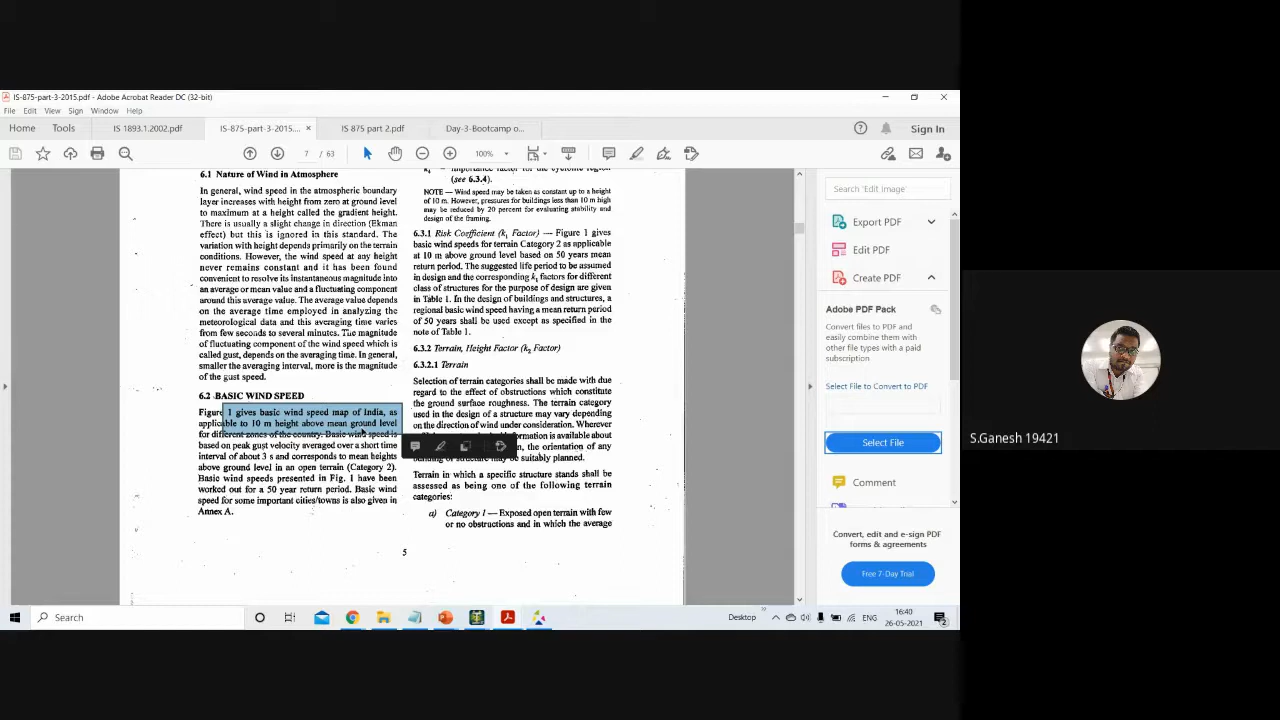 IS-875-part-3-2015.pdf - Adobe Acrobat Reader DC (32-bit)
File Edit View Sign Window Help
Home Tools IS 1893.1.2002.pdf IS-875-part-3-2015.... × IS 875 part 2.pdf Day-3-Bootcamp o... Sign In
7 / 63 100%
6.1 Nature of Wind in Atmosphere
In general, wind speed in the atmospheric boundary
layer increases with height from zero at ground level
to maximum at a height called the gradient height.
There is usually a slight change in direction (Ekman
effect) but this is ignored in this standard. The
variation with height depends primarily on the terrain
conditions. However, the wind speed at any height
never remains constant and it has been found
convenient to resolve its instantaneous magnitude into
an average or mean value and a fluctuating component
around this average value. The average value depends
on the average time employed in analyzing the
meteorological data and this averaging time varies
from few seconds to several minutes. The magnitude
of fluctuating component of the wind speed which is
called gust, depends on the averaging time. In general,
smaller the averaging interval, more is the magnitude
of the gust speed.
6.2 BASIC WIND SPEED
Figure 1 gives basic wind speed map of India, as
applicable to 10 m height above mean ground level
for different zones of the country. Basic wind speed is
based on peak gust velocity averaged over a short time
interval of about 3 s and corresponds to mean heights
above ground level in an open terrain (Category 2).
Basic wind speeds presented in Fig. 1 have been
worked out for a 50 year return period. Basic wind
speed for some important cities/towns is also given in
Annex A.
(see 6.3.4).
NOTE — Wind speed may be taken as constant up to a height
of 10 m. However, pressures for buildings less than 10 m high
may be reduced by 20 percent for evaluating stability and
design of the framing.
6.3.1 Risk Coefficient (k1 Factor) — Figure 1 gives
basic wind speeds for terrain Category 2 as applicable
at 10 m above ground level based on 50 years mean
return period. The suggested life period to be assumed
in design and the corresponding k1 factors for different
class of structures for the purpose of design are given
in Table 1. In the design of buildings and structures, a
regional basic wind speed having a mean return period
of 50 years shall be used except as specified in the
note of Table 1.
6.3.2 Terrain, Height Factor (k2 Factor)
6.3.2.1 Terrain
Selection of terrain categories shall be made with due
regard to the effect of obstructions which constitute
the ground surface roughness. The terrain category
used in the design of a structure may vary depending
on the direction of wind under consideration. Wherever
is available about
the orientation of any
suitably planned.
Terrain in which a specific structure stands shall be
assessed as being one of the following terrain
categories:
a) Category 1 — Exposed open terrain with few
or no obstructions and in which the average
5
Search 'Edit Image'
Export PDF
Edit PDF
Create PDF
Adobe PDF Pack
Convert files to PDF and
easily combine them with
other file types with a paid
subscription
Select File to Convert to PDF
Select File
Comment
Convert, edit and e-sign PDF
forms & agreements
Free 7-Day Trial
S.Ganesh 19421
Search
Desktop
ENG
16:40
26-05-2021
2